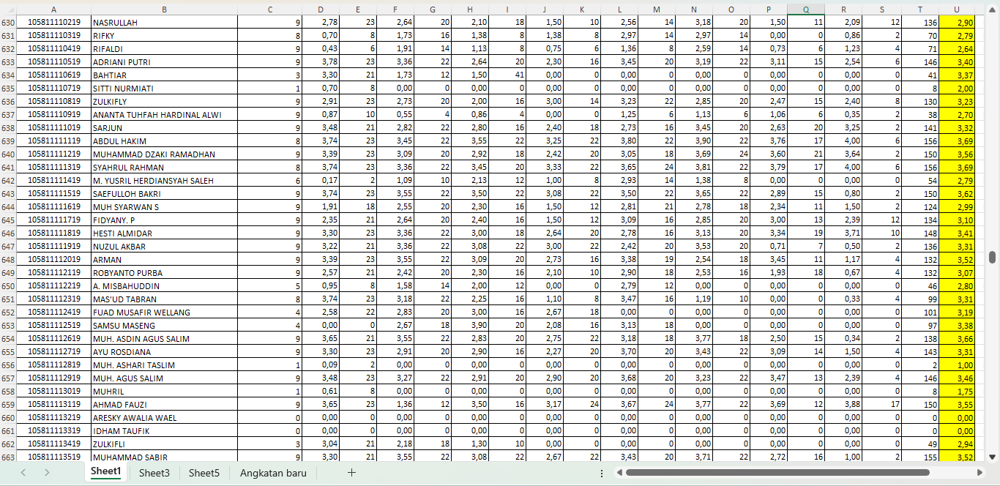 A B C D E F G H I J K L M N O P Q R S T U
630 105811110219 NASRULLAH 9 2,78 23 2,64 20 2,10 18 1,50 10 2,56 14 3,18 20 1,50 11 2,09 12 136 2,90
631 105811110319 RIFKY 9 0,70 8 1,73 16 1,38 8 1,38 8 2,97 14 2,97 14 0,00 0 0,86 2 70 2,79
632 105811110419 RIFALDI 9 0,43 6 1,91 14 1,13 8 0,75 6 1,36 8 2,59 14 0,73 6 1,23 4 71 2,64
633 105811110519 ADRIANI PUTRI 9 3,78 23 3,36 22 2,64 20 2,30 16 3,45 20 3,19 22 3,11 15 2,54 6 146 3,40
634 105811110619 BAHTIAR 3 3,30 21 1,73 12 1,50 41 0,00 0 0,00 0 0,00 0 0,00 0 0,00 0 41 3,37
635 105811110719 SITTI NURMIATI 1 0,70 8 0,00 0 0,00 0 0,00 0 0,00 0 0,00 0 0,00 0 0,00 0 8 2,00
636 105811110819 ZULKIFLY 9 2,91 23 2,73 20 2,00 16 3,00 14 3,23 22 2,85 20 2,47 15 2,40 8 130 3,23
637 105811110919 ANANTA TUHFAH HARDINAL ALWI 9 0,87 10 0,55 4 0,86 4 0,00 0 1,25 6 1,13 6 1,06 6 0,35 2 38 2,70
638 105811111019 SARJUN 9 3,48 21 2,82 22 2,80 16 2,40 18 2,73 16 3,45 20 2,63 20 3,25 2 141 3,32
639 105811111119 ABDUL HAKIM 8 3,74 23 3,45 22 3,55 22 3,25 22 3,80 22 3,90 22 3,76 17 4,00 6 156 3,69
640 105811111219 MUHAMMAD DZAKI RAMADHAN 9 3,39 23 3,09 20 2,92 18 2,42 20 3,05 18 3,69 24 3,60 21 3,64 2 150 3,56
641 105811111319 SYAHRUL RAHMAN 8 3,74 23 3,36 22 3,45 20 3,33 22 3,65 24 3,81 22 3,79 17 4,00 6 156 3,69
642 105811111419 M. YUSRIL HERDIANSYAH SALEH 6 0,17 2 1,09 10 2,13 12 1,00 8 2,93 14 1,38 8 0,00 0 0,00 0 54 2,79
643 105811111519 SAEFULLOH BAKRI 9 3,74 23 3,55 22 3,50 22 3,08 22 3,50 22 3,65 22 2,89 15 0,80 2 150 3,62
644 105811111619 MUH SYARWAN S 9 1,91 18 2,55 20 2,30 16 1,50 12 2,81 21 2,78 18 2,34 11 1,50 2 124 2,99
645 105811111719 FIDYANY. P 9 2,35 21 2,64 20 2,40 16 1,50 12 3,09 16 2,85 20 3,00 13 2,39 12 134 3,10
646 105811111819 HESTI ALMIDAR 9 3,30 23 3,36 22 3,00 18 2,64 20 2,78 16 3,13 20 3,34 19 3,71 10 148 3,41
647 105811111919 NUZUL AKBAR 9 3,22 21 3,36 22 3,08 22 3,00 22 2,42 20 3,53 20 0,71 7 0,50 2 136 3,31
648 105811112019 ARMAN 9 3,39 23 3,55 22 3,09 20 2,73 16 3,38 19 2,54 18 3,45 11 1,17 4 132 3,52
649 105811112119 ROBYANTO PURBA 9 2,57 21 2,42 20 2,30 16 2,10 10 2,90 18 2,53 16 1,93 18 0,67 4 132 3,07
650 105811112219 A. MISBAHUDDIN 5 0,95 8 1,58 14 2,00 12 0,00 0 2,79 12 0,00 0 0,00 0 0,00 0 46 2,80
651 105811112319 MAS'UD TABRAN 8 3,74 23 3,18 22 2,25 16 1,10 8 3,47 16 1,19 10 0,00 0 0,33 4 99 3,31
652 105811112419 FUAD MUSAFIR WELLANG 4 2,58 22 2,83 20 3,00 16 2,67 18 0,00 0 0,00 0 0,00 0 0,00 0 101 3,19
653 105811112519 SAMSU MASENG 4 0,00 0 2,67 18 3,90 20 2,08 16 3,13 18 0,00 0 0,00 0 0,00 0 97 3,38
654 105811112619 MUH. ASDIN AGUS SALIM 9 3,65 21 3,55 22 2,83 20 2,75 22 3,18 18 3,77 18 2,50 15 0,34 2 138 3,66
655 105811112719 AYU ROSDIANA 9 3,30 23 2,91 20 2,90 16 2,27 20 3,70 20 3,43 22 3,09 14 1,50 4 143 3,31
656 105811112819 MUH. ASHARI TASLIM 1 0,09 2 0,00 0 0,00 0 0,00 0 0,00 0 0,00 0 0,00 0 0,00 0 2 1,00
657 105811112919 MUH. AGUS SALIM 9 3,48 23 3,27 22 2,91 20 2,90 20 3,68 20 3,23 22 3,47 13 2,39 4 146 3,46
658 105811113019 MUHRIL 1 0,61 8 0,00 0 0,00 0 0,00 0 0,00 0 0,00 0 0,00 0 0,00 0 8 1,75
659 105811113119 AHMAD FAUZI 9 3,65 23 1,36 12 3,50 16 3,17 24 3,67 24 3,77 22 3,69 12 3,88 17 150 3,55
660 105811113219 ARESKY AWALIA WAEL 0 0,00 0 0,00 0 0,00 0 0,00 0 0,00 0 0,00 0 0,00 0 0,00 0 0 0,00
661 105811113319 IDHAM TAUFIK 0 0,00 0 0,00 0 0,00 0 0,00 0 0,00 0 0,00 0 0,00 0 0,00 0 0 0,00
662 105811113419 ZULKIFLI 3 3,04 21 2,18 18 1,30 10 0,00 0 0,00 0 0,00 0 0,00 0 0,00 0 49 2,94
663 105811113519 MUHAMMAD SABIR 9 3,30 21 3,55 22 3,08 22 2,67 22 3,43 20 3,71 22 2,72 16 1,00 2 155 3,52
Sheet1 Sheet3 Sheet5 Angkatan baru